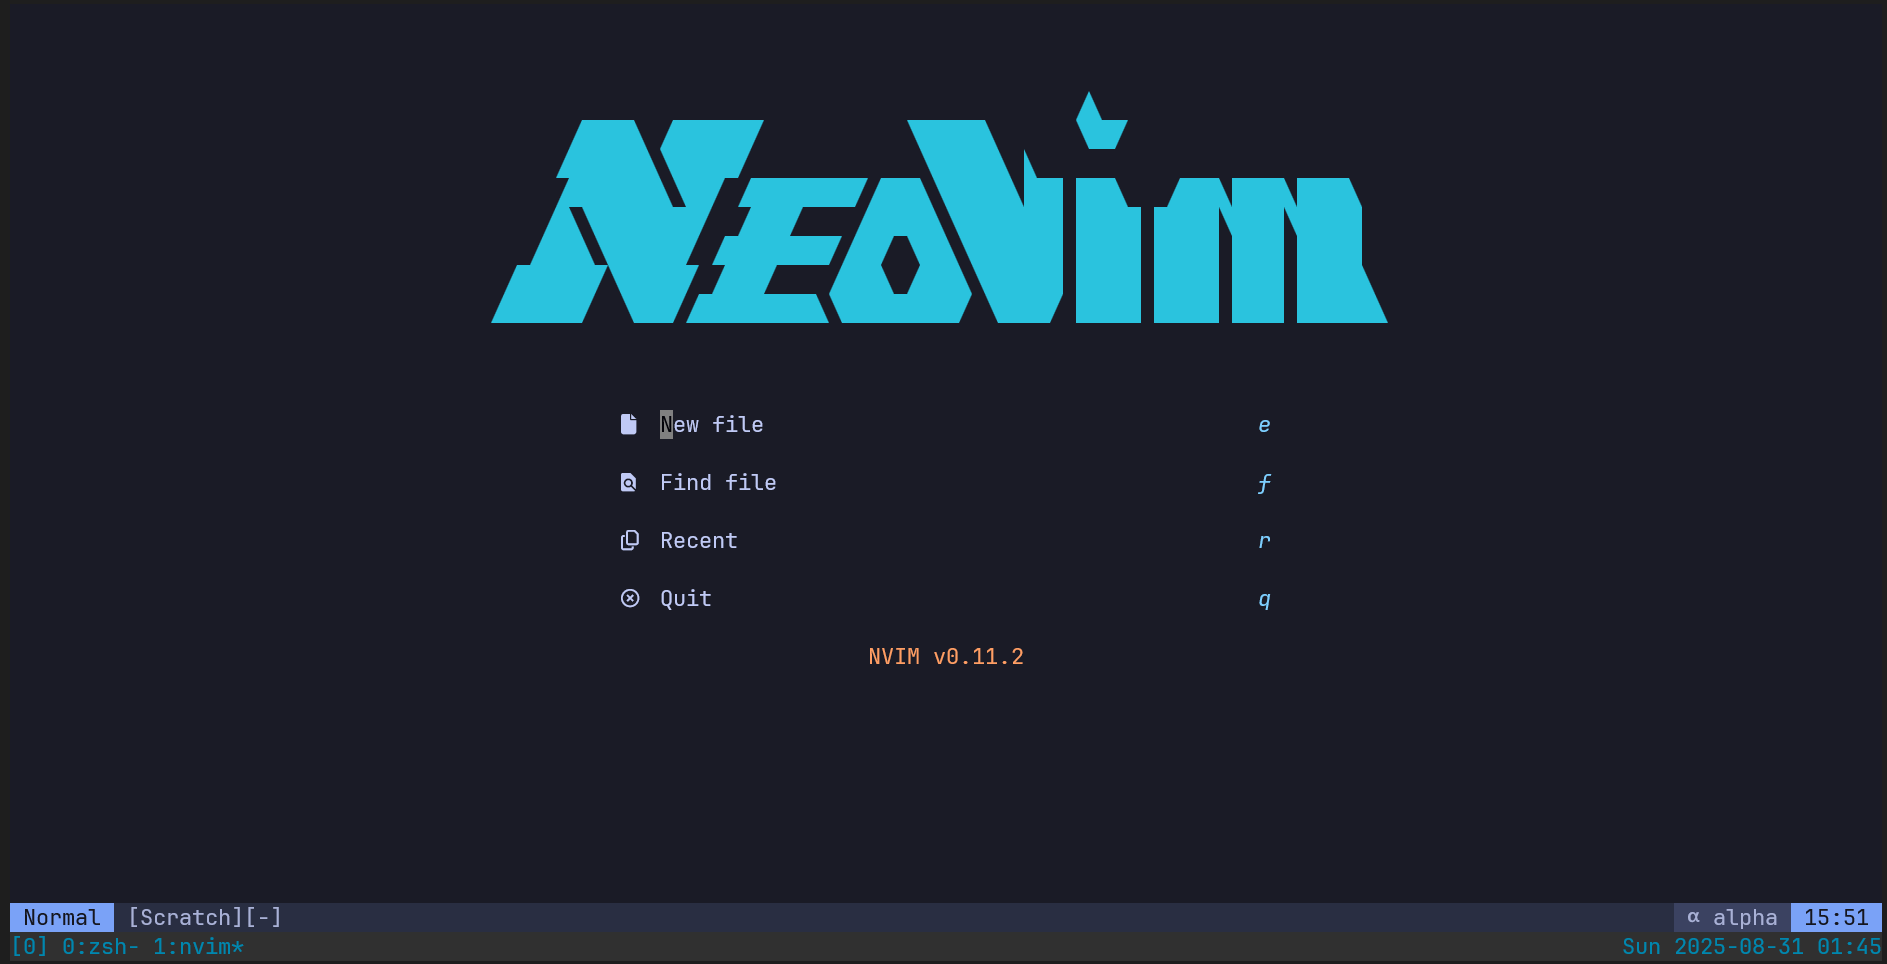 Neovim
New file e
Find file f
Recent r
Quit q
NVIM v0.11.2
Normal [Scratch][-] α alpha 15:51
[0] 0:zsh- 1:nvim* Sun 2025-08-31 01:45